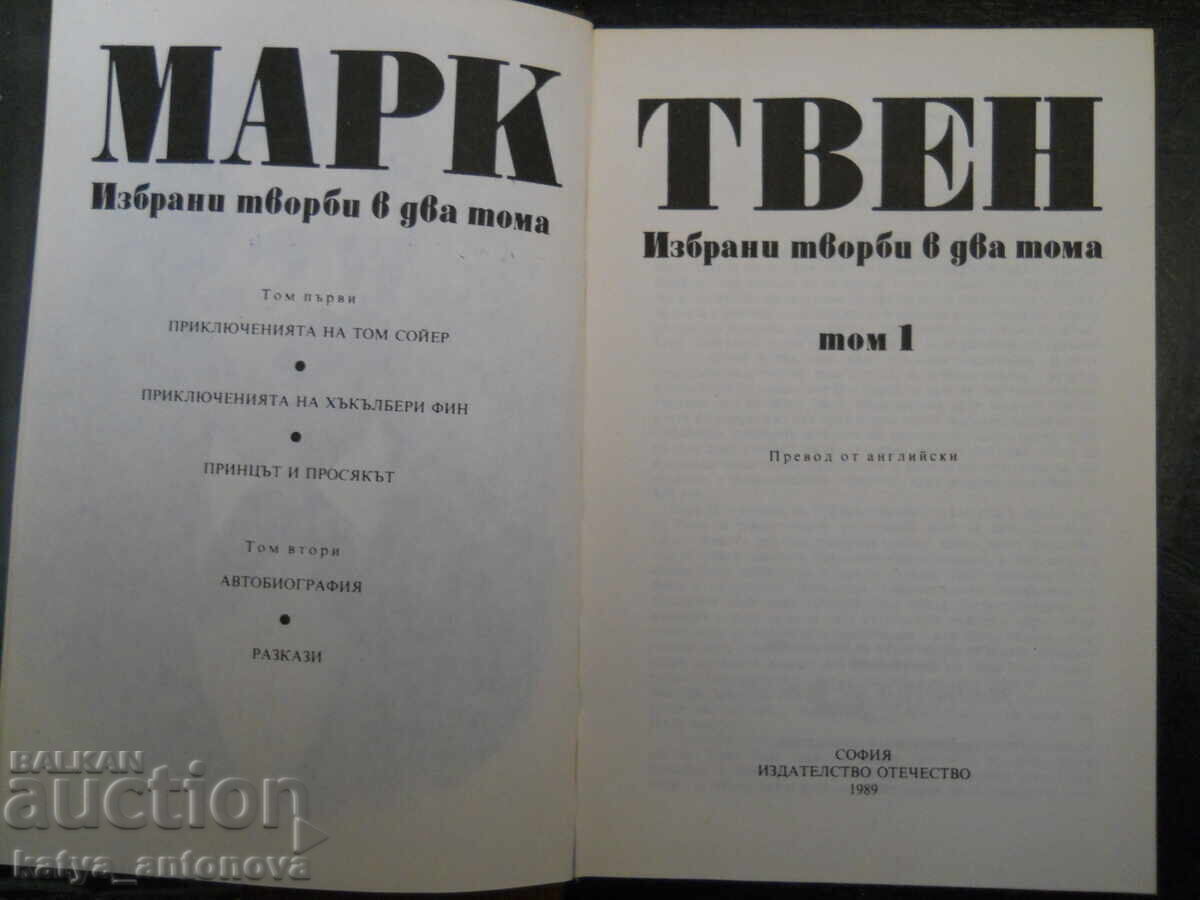 МАРК
Избрани творби в два тома
Том първи
ПРИКЛЮЧЕНИЯТА НА ТОМ СОЙЕР
ПРИКЛЮЧЕНИЯТА НА ХЪКЪЛБЕРИ ФИН
ПРИНЦЪТ И ПРОСЯКЪТ
Том втори
АВТОБИОГРАФИЯ
РАЗКАЗИ
ТВЕН
Избрани творби в два тома
том 1
Превод от английски
СОФИЯ
ИЗДАТЕЛСТВО ОТЕЧЕСТВО
1989
BALKAN
auction
katya_antonova